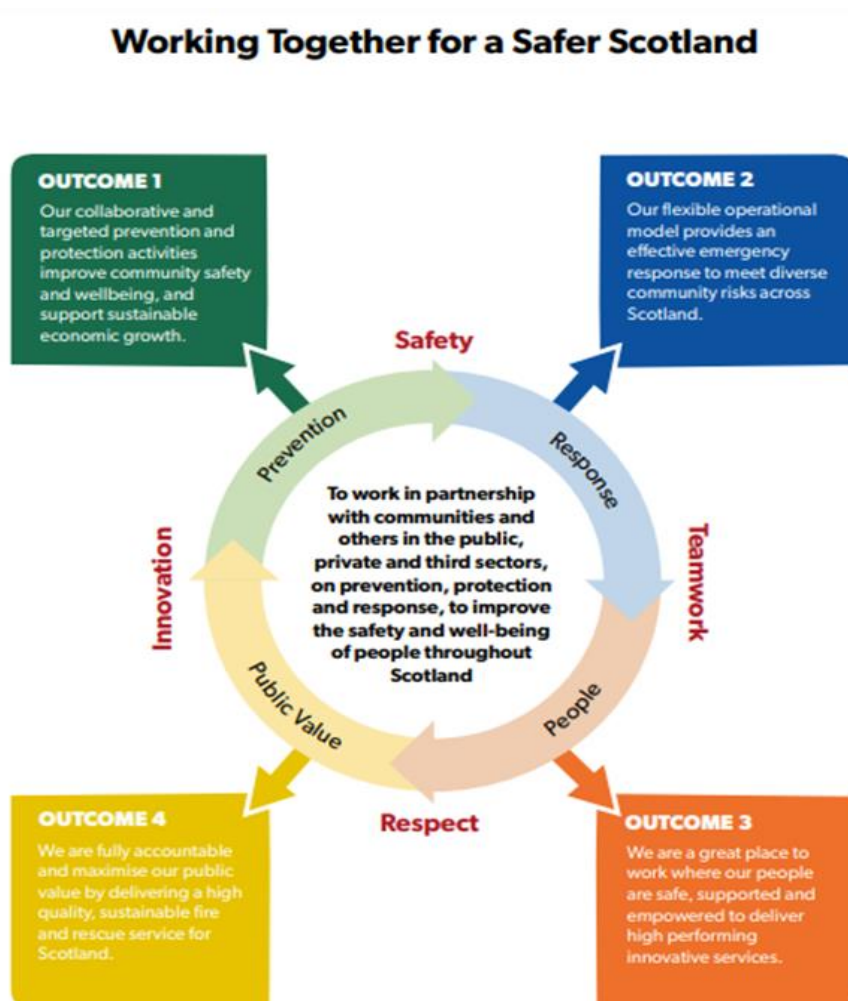 Working Together for a Safer Scotland
OUTCOME 1
Our collaborative and
targeted prevention and
protection activities
improve community safety
and wellbeing, and
support sustainable
economic growth.
OUTCOME 2
Our flexible operational
model provides an
effective emergency
response to meet diverse
community risks across
Scotland.
Safety
Prevention
Response
Innovation
To work in partnership
with communities and
others in the public,
private and third sectors,
on prevention, protection
and response, to improve
the safety and well-being
of people throughout
Scotland
Teamwork
Public Value
People
Respect
OUTCOME 4
We are fully accountable
and maximise our public
value by delivering a high
quality, sustainable fire
and rescue service for
Scotland.
OUTCOME 3
We are a great place to
work where our people
are safe, supported and
empowered to deliver
high performing
innovative services.